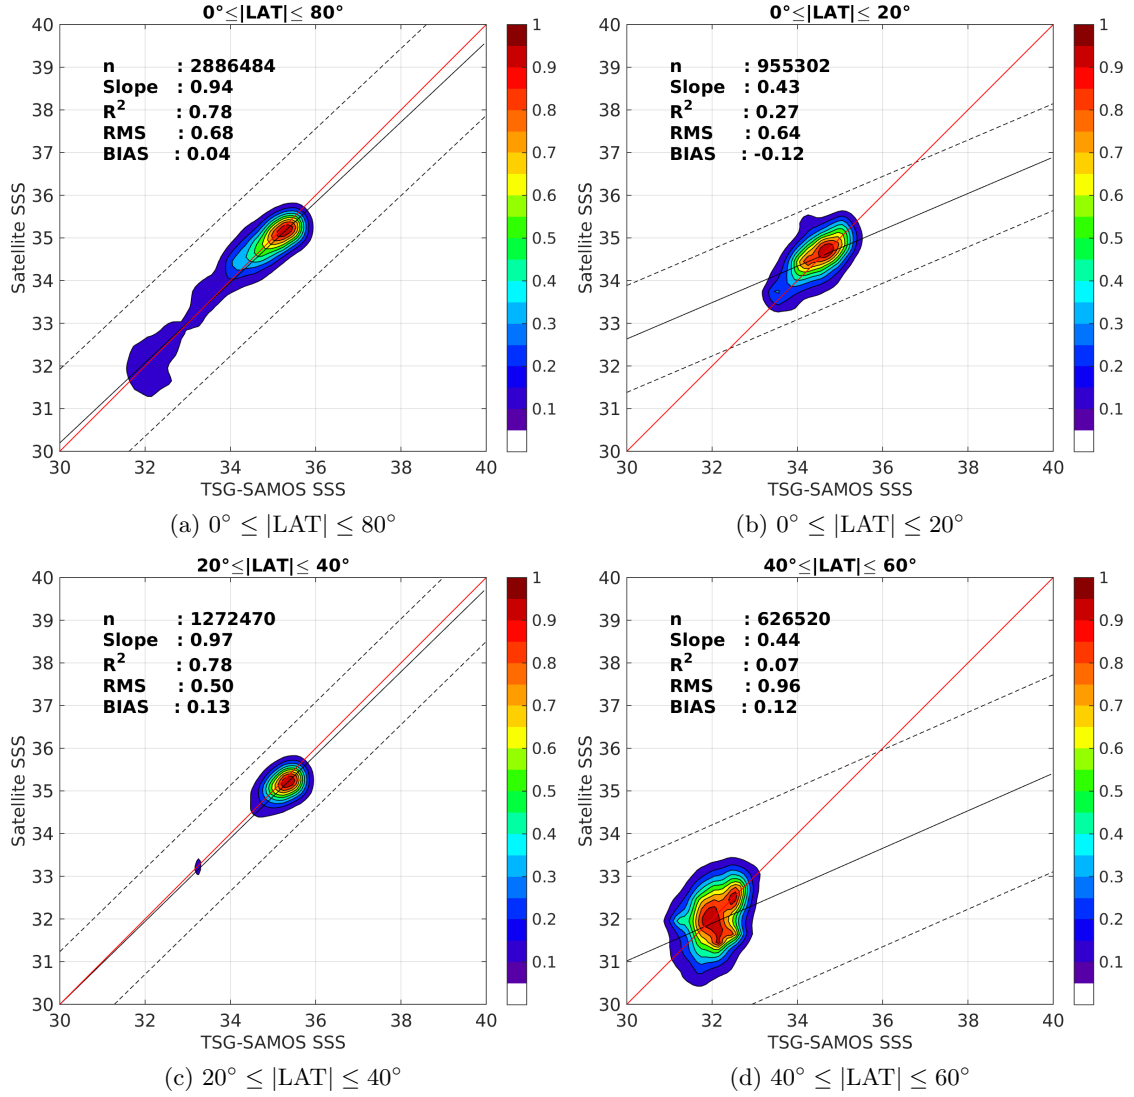 0°≤|LAT|≤ 80°
n : 2886484
Slope : 0.94
R² : 0.78
RMS : 0.68
BIAS : 0.04
Satellite SSS
40
39
38
37
36
35
34
33
32
31
30
30 32 34 36 38 40
TSG-SAMOS SSS
1
0.9
0.8
0.7
0.6
0.5
0.4
0.3
0.2
0.1
(a) 0° ≤ |LAT| ≤ 80°
0°≤|LAT|≤ 20°
n : 955302
Slope : 0.43
R² : 0.27
RMS : 0.64
BIAS : -0.12
Satellite SSS
40
39
38
37
36
35
34
33
32
31
30
30 32 34 36 38 40
TSG-SAMOS SSS
1
0.9
0.8
0.7
0.6
0.5
0.4
0.3
0.2
0.1
(b) 0° ≤ |LAT| ≤ 20°
20°≤|LAT|≤ 40°
n : 1272470
Slope : 0.97
R² : 0.78
RMS : 0.50
BIAS : 0.13
Satellite SSS
40
39
38
37
36
35
34
33
32
31
30
30 32 34 36 38 40
TSG-SAMOS SSS
1
0.9
0.8
0.7
0.6
0.5
0.4
0.3
0.2
0.1
(c) 20° ≤ |LAT| ≤ 40°
40°≤|LAT|≤ 60°
n : 626520
Slope : 0.44
R² : 0.07
RMS : 0.96
BIAS : 0.12
Satellite SSS
40
39
38
37
36
35
34
33
32
31
30
30 32 34 36 38 40
TSG-SAMOS SSS
1
0.9
0.8
0.7
0.6
0.5
0.4
0.3
0.2
0.1
(d) 40° ≤ |LAT| ≤ 60°